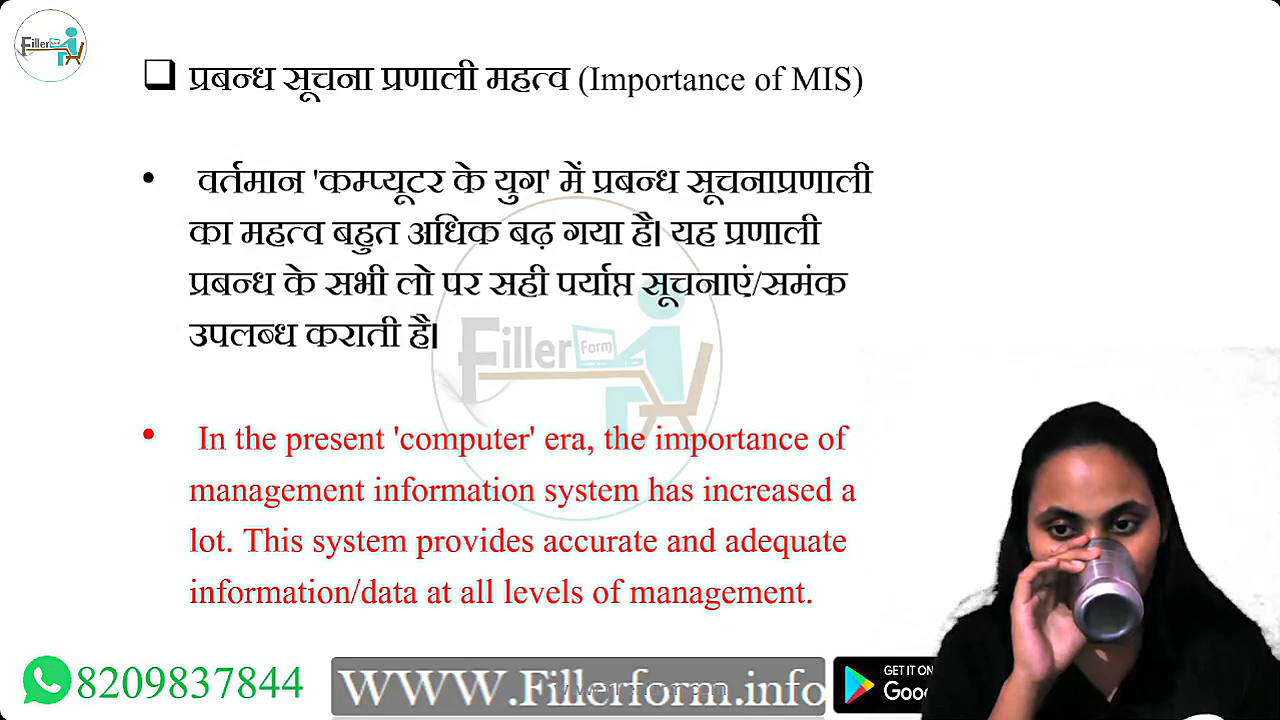 Filler Form
प्रबन्ध सूचना प्रणाली महत्व (Importance of MIS)
वर्तमान 'कम्प्यूटर के युग' में प्रबन्ध सूचनाप्रणाली
का महत्व बहुत अधिक बढ़ गया है। यह प्रणाली
प्रबन्ध के सभी लो पर सही पर्याप्त सूचनाएं/समंक
उपलब्ध कराती है।
Filler Form
In the present 'computer' era, the importance of
management information system has increased a
lot. This system provides accurate and adequate
information/data at all levels of management.
8209837844
WWW.Fillerform.info
GET IT ON
Goo